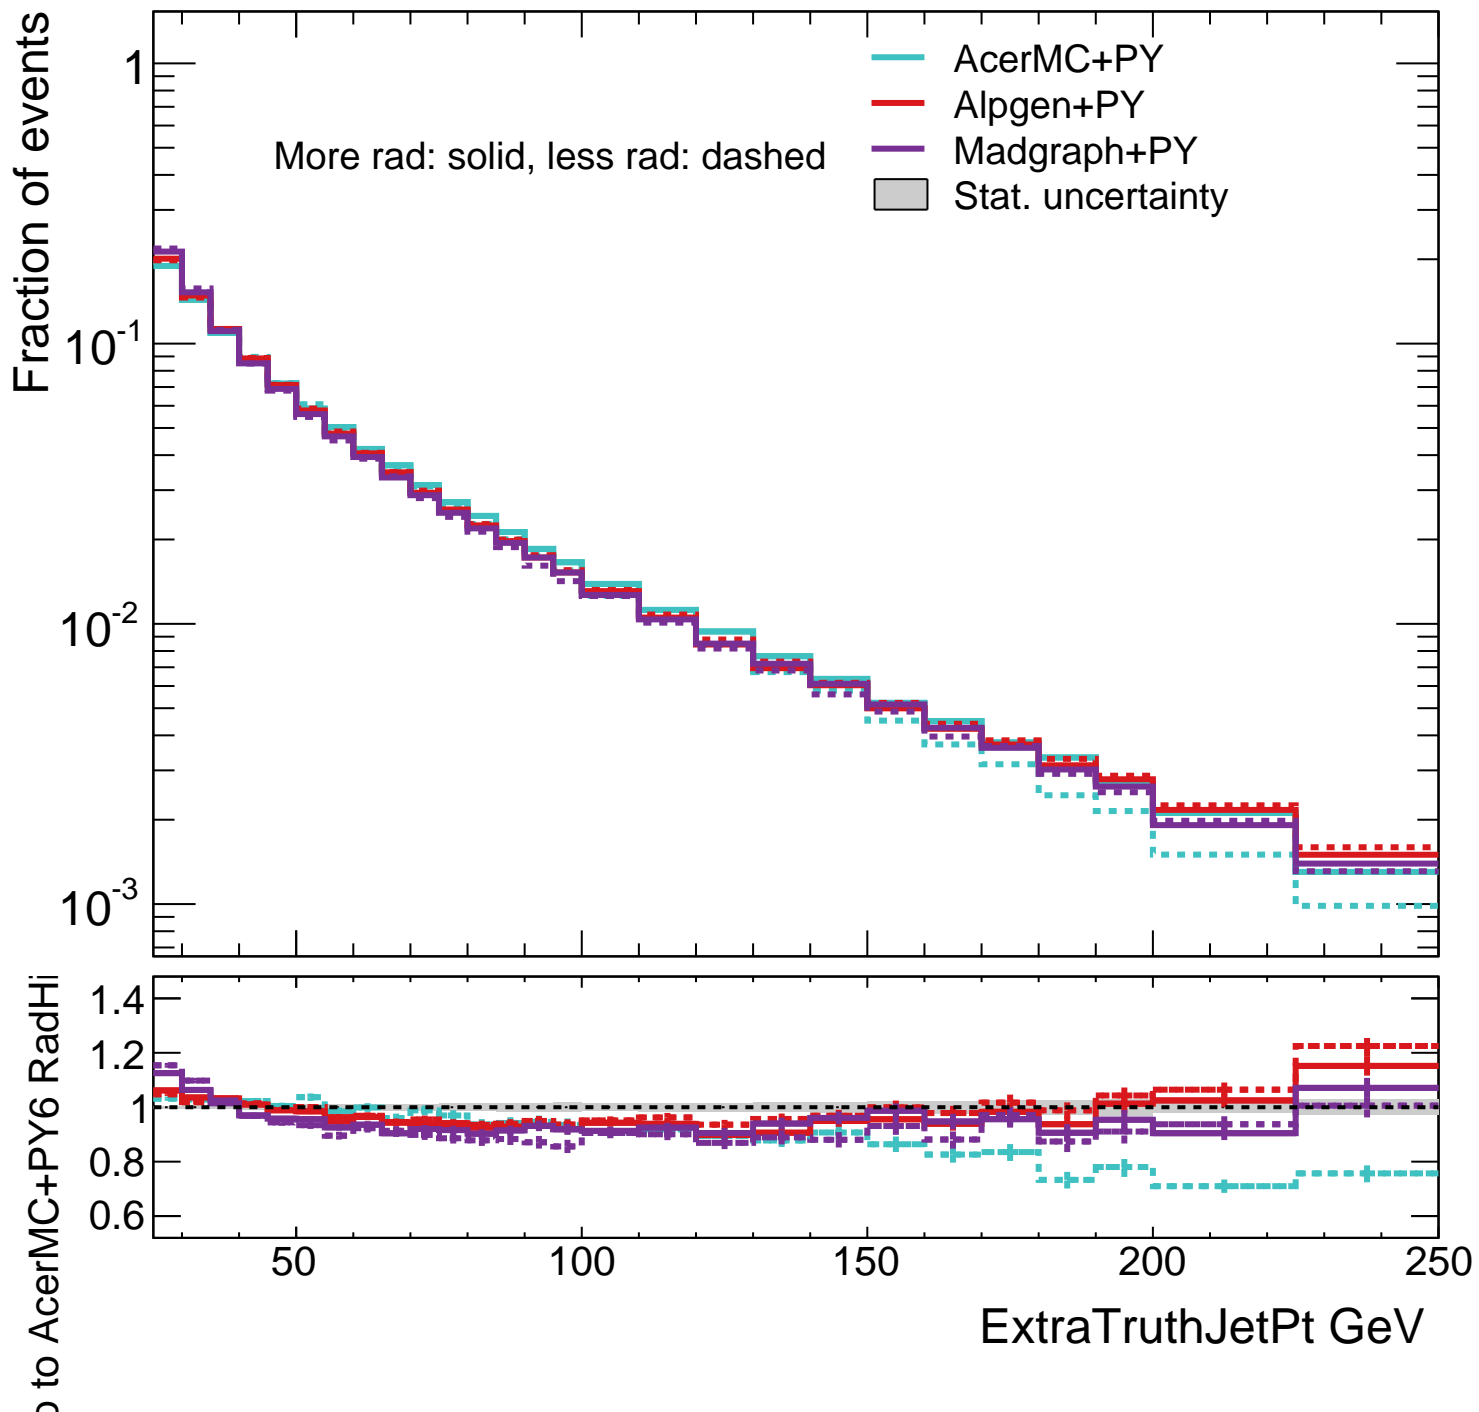 Fraction of events
1
10-1
10-2
10-3
More rad: solid, less rad: dashed
AcerMC+PY
Alpgen+PY
Madgraph+PY
Stat. uncertainty
to AcerMC+PY6 RadHi
1.4
1.2
1
0.8
0.6
50 100 150 200 250
ExtraTruthJetPt GeV